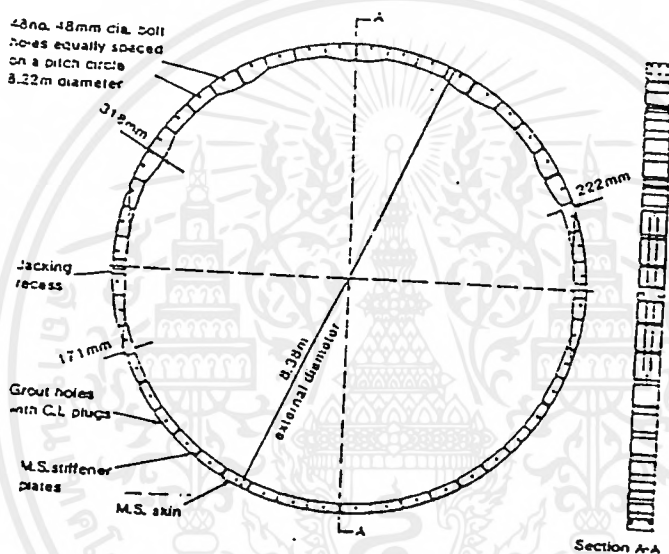 A
48no. 48mm dia. bolt
holes equally spaced
on a pitch circle
8.22m diameter
318mm
222mm
Jacking
recess
8.38m
external diameter
171mm
Grout holes
with C.I. plugs
M.S. stiffener
plates
M.S. skin
A
Section A-A